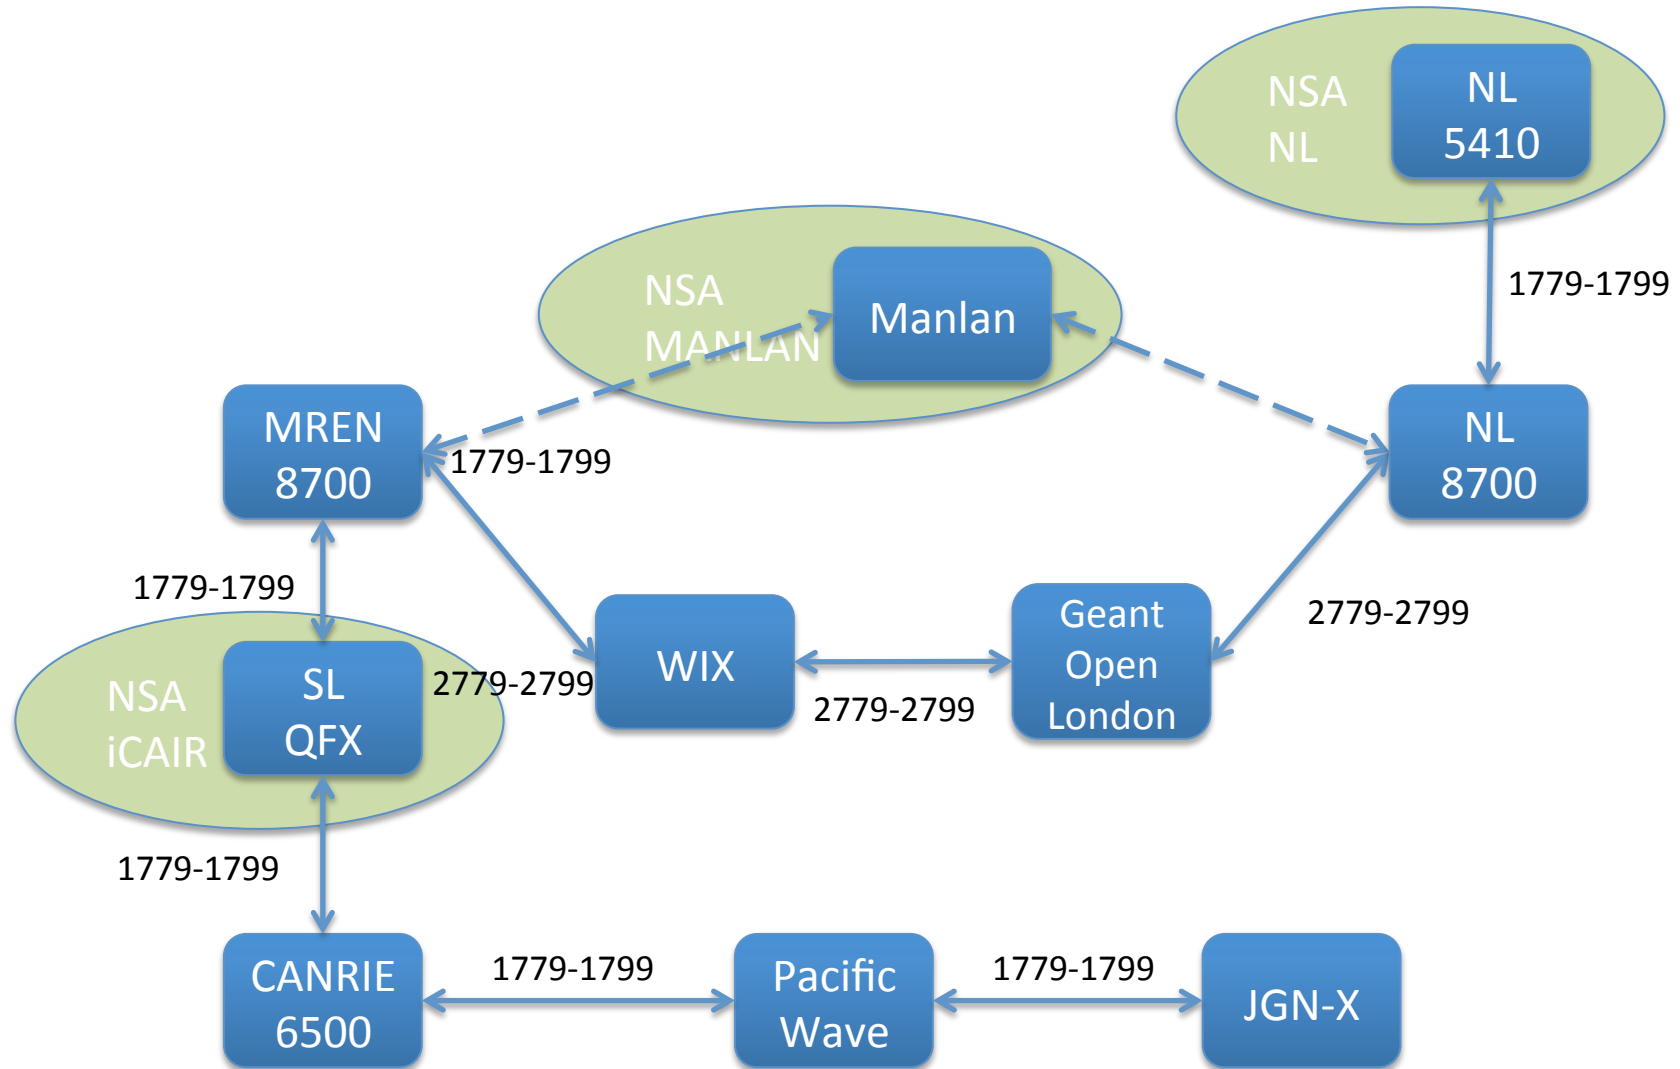 NSA
NL
NL
5410
1779-1799
NSA
MANLAN
Manlan
MREN
8700
1779-1799
NL
8700
1779-1799
2779-2799
NSA
iCAIR
SL
QFX
2779-2799
WIX
2779-2799
Geant
Open
London
1779-1799
CANRIE
6500
1779-1799
Pacific
Wave
1779-1799
JGN-X